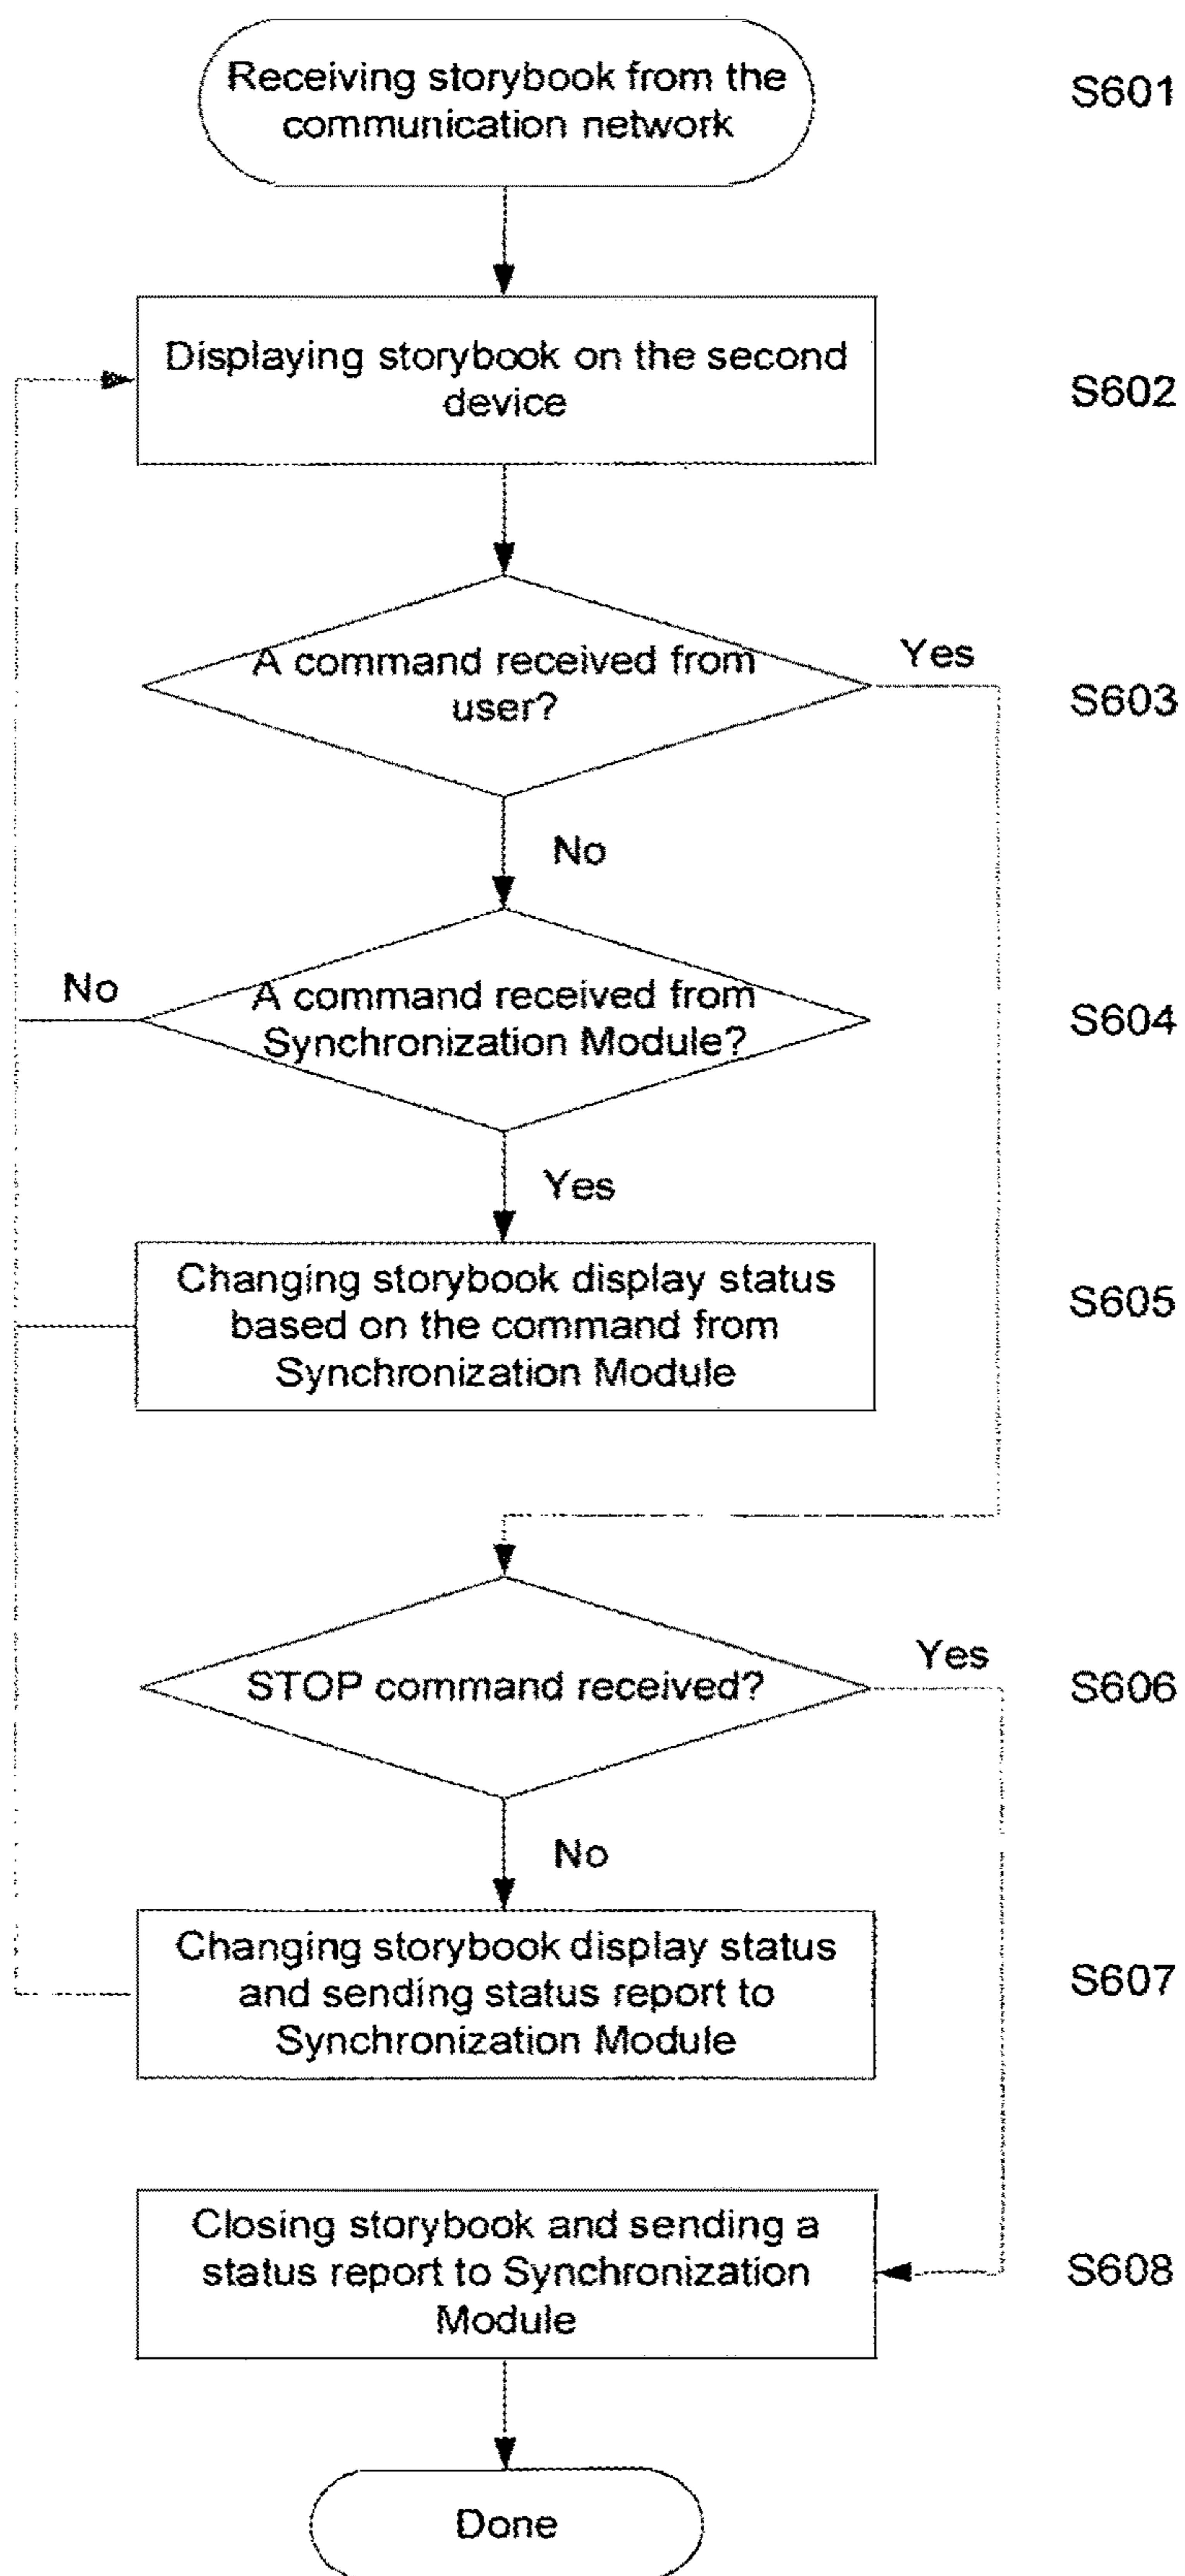 Receiving storybook from the
communication network
S601
Displaying storybook on the second
device
S602
A command received from
user?
Yes
S603
No
A command received from
Synchronization Module?
No
S604
Yes
Changing storybook display status
based on the command from
Synchronization Module
S605
STOP command received?
Yes
S606
No
Changing storybook display status
and sending status report to
Synchronization Module
S607
Closing storybook and sending a
status report to Synchronization
Module
S608
Done